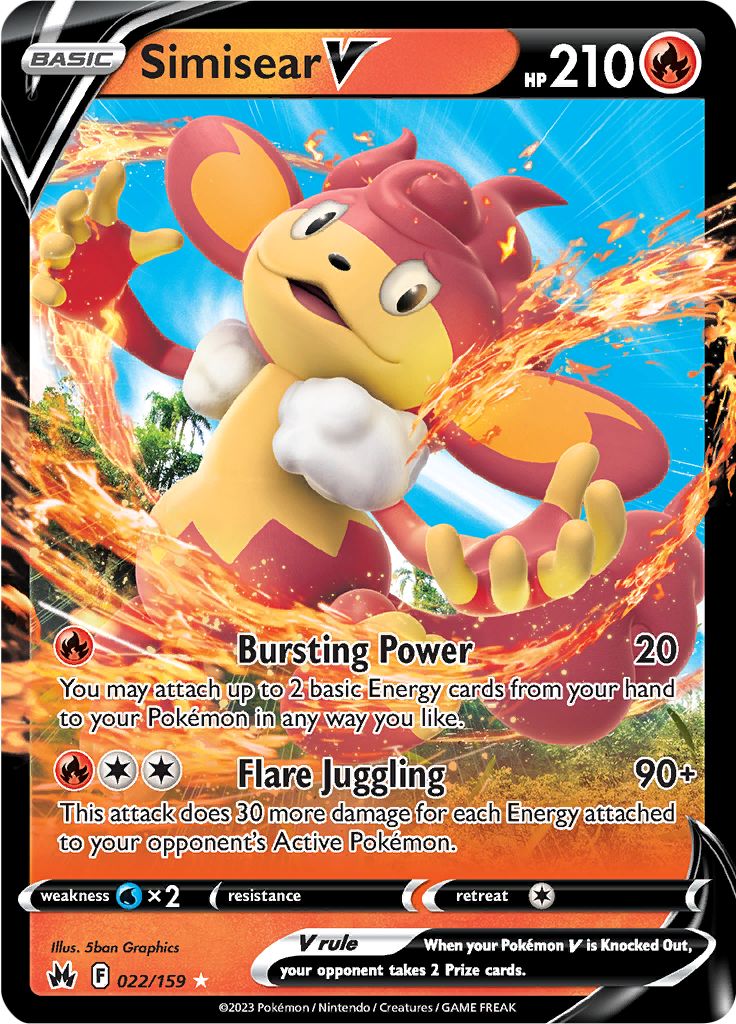 BASIC
Simisear V
HP 210
Bursting Power 20
You may attach up to 2 basic Energy cards from your hand
to your Pokémon in any way you like.
Flare Juggling 90+
This attack does 30 more damage for each Energy attached
to your opponent's Active Pokémon.
weakness ×2 resistance retreat
Illus. 5ban Graphics
V rule When your Pokémon V is Knocked Out,
your opponent takes 2 Prize cards.
F 022/159
©2023 Pokémon / Nintendo / Creatures / GAME FREAK